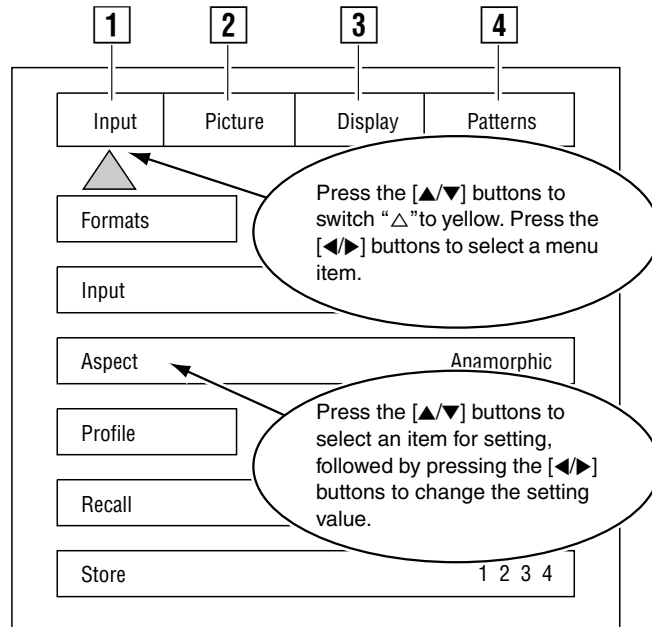 1 2 3 4
Input Picture Display Patterns
Press the [▲/▼] buttons to
switch “△”to yellow. Press the
[◀/▶] buttons to select a menu
item.
Formats
Input
Aspect Anamorphic
Press the [▲/▼] buttons to
select an item for setting,
followed by pressing the [◀/▶]
buttons to change the setting
value.
Profile
Recall
Store 1 2 3 4